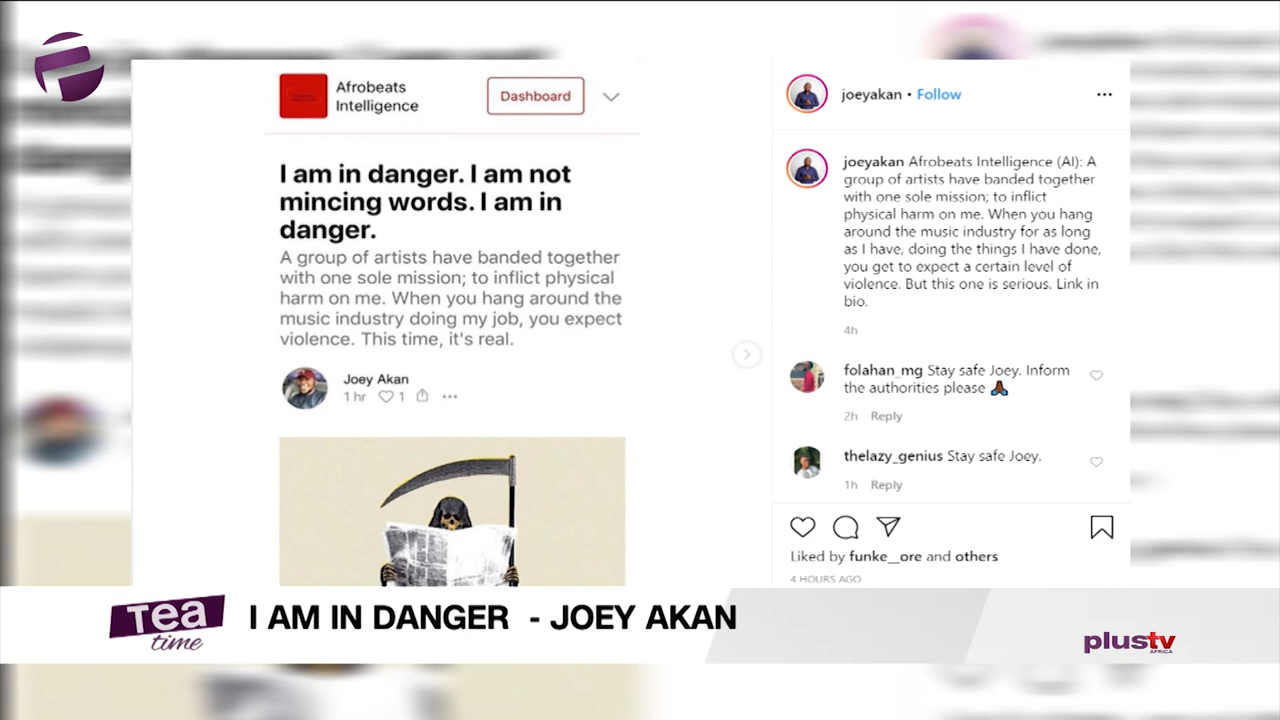 Afrobeats
Intelligence
Dashboard
I am in danger. I am not
mincing words. I am in
danger.
A group of artists have banded together
with one sole mission; to inflict physical
harm on me. When you hang around the
music industry doing my job, you expect
violence. This time, it's real.
Joey Akan
1 hr 1
joeyakan • Follow
joeyakan Afrobeats Intelligence (AI): A
group of artists have banded together
with one sole mission; to inflict
physical harm on me. When you hang
around the music industry for as long
as I have, doing the things I have done,
you get to expect a certain level of
violence. But this one is serious. Link in
bio.
4h
folahan_mg Stay safe Joey. Inform
the authorities please
2h Reply
thelazy_genius Stay safe Joey.
1h Reply
Liked by funke__ore and others
4 HOURS AGO
Tea
time
I AM IN DANGER - JOEY AKAN
plustv
AFRICA